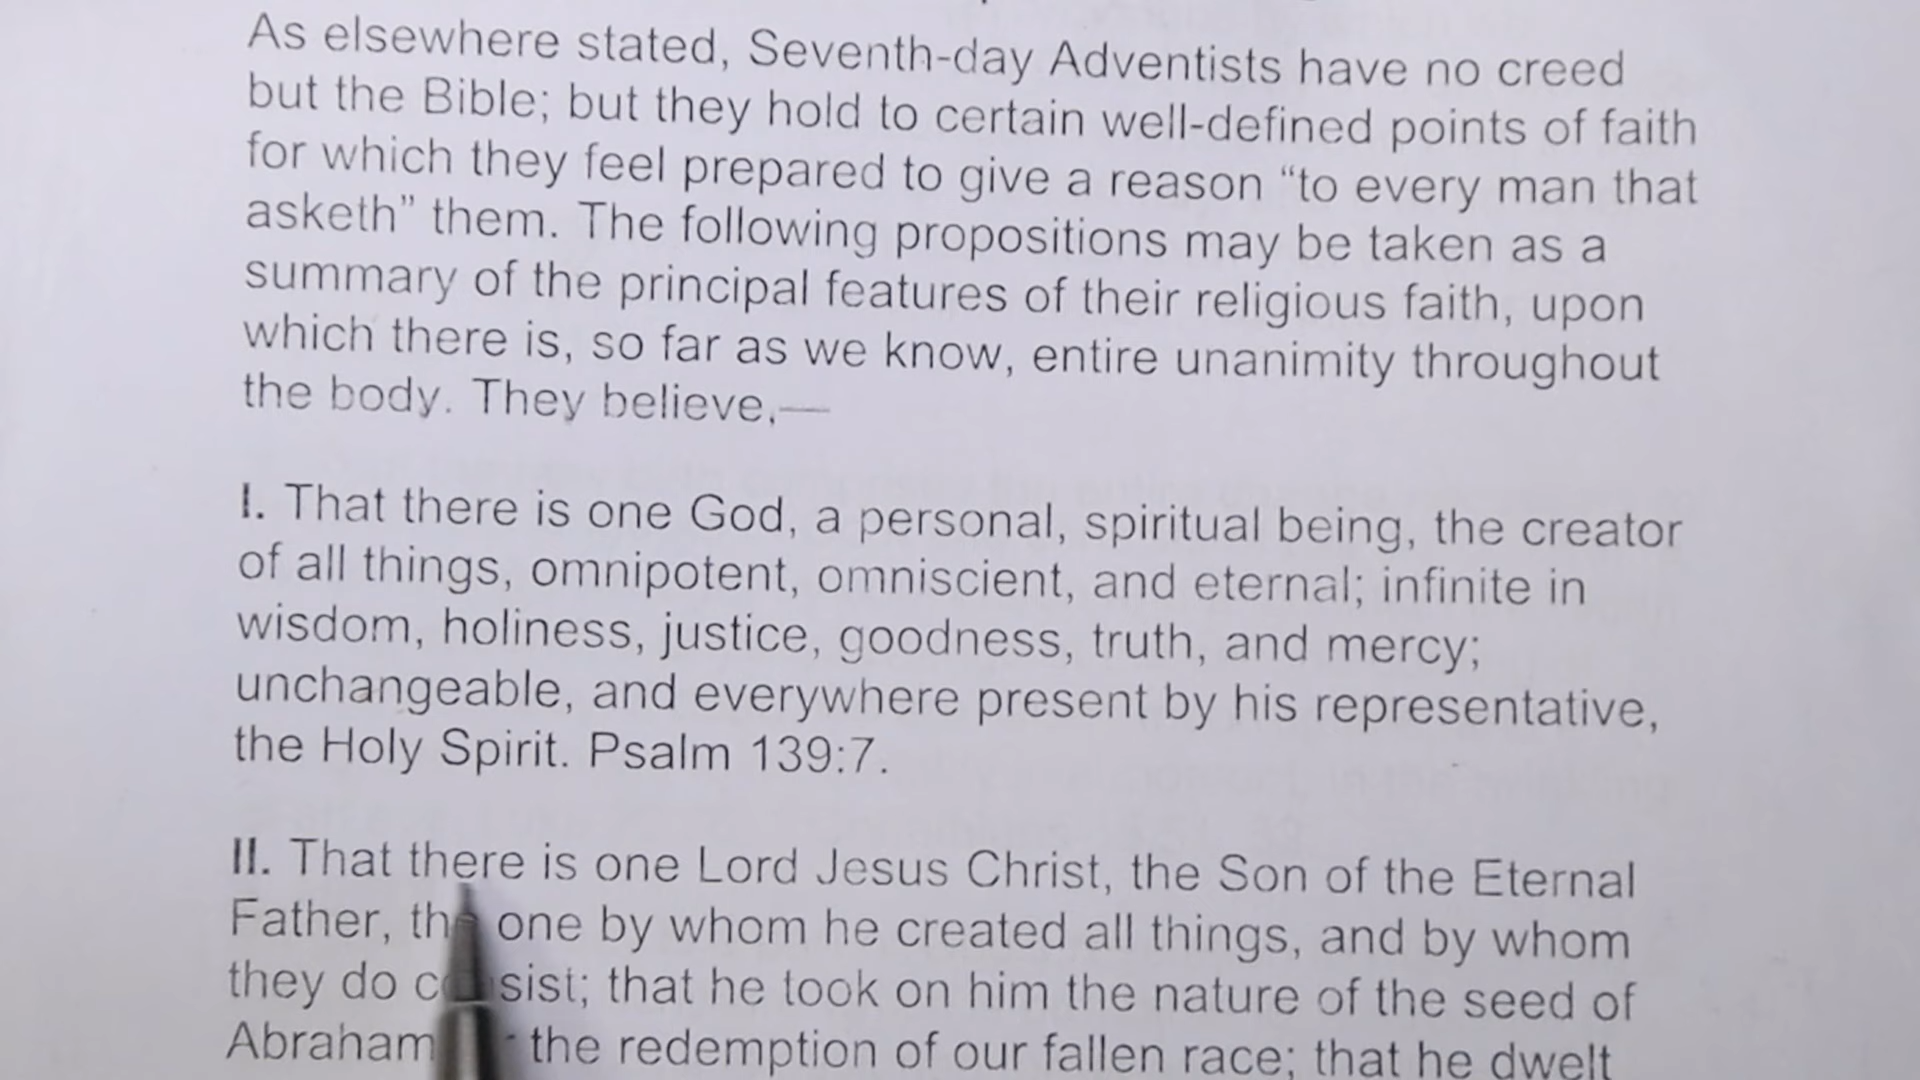 As elsewhere stated, Seventh-day Adventists have no creed
but the Bible; but they hold to certain well-defined points of faith
for which they feel prepared to give a reason “to every man that
asketh” them. The following propositions may be taken as a
summary of the principal features of their religious faith, upon
which there is, so far as we know, entire unanimity throughout
the body. They believe,—
I. That there is one God, a personal, spiritual being, the creator
of all things, omnipotent, omniscient, and eternal; infinite in
wisdom, holiness, justice, goodness, truth, and mercy;
unchangeable, and everywhere present by his representative,
the Holy Spirit. Psalm 139:7.
II. That there is one Lord Jesus Christ, the Son of the Eternal
Father, the one by whom he created all things, and by whom
they do sist; that he took on him the nature of the seed of
Abraham the redemption of our fallen race; that he dwelt